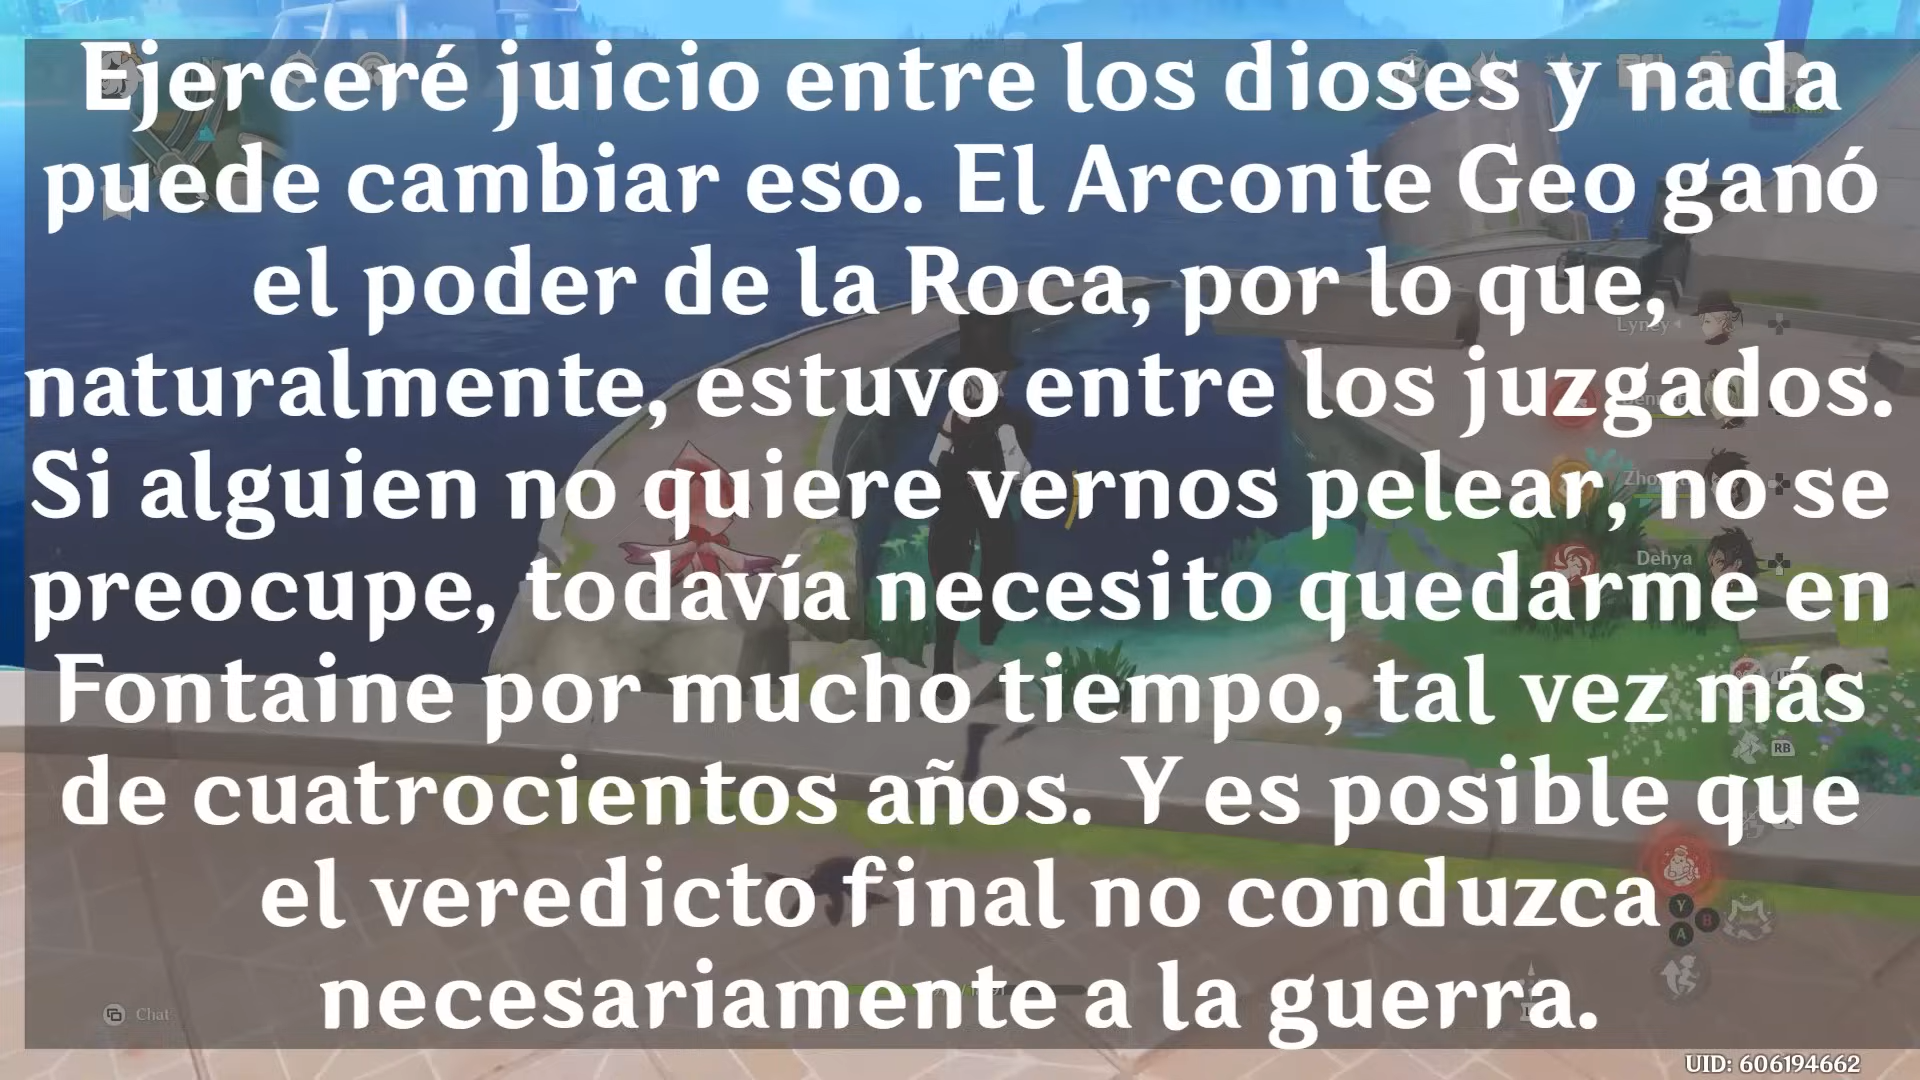 Ejerceré juicio entre los dioses y nada
puede cambiar eso. El Arconte Geo ganó
el poder de la Roca, por lo que,
naturalmente, estuvo entre los juzgados.
Si alguien no quiere vernos pelear, no se
preocupe, todavía necesito quedarme en
Fontaine por mucho tiempo, tal vez más
de cuatrocientos años. Y es posible que
el veredicto final no conduzca
necesariamente a la guerra.
Lyney
Dehya
RB
Y
B
A
Chat
UID: 606194662